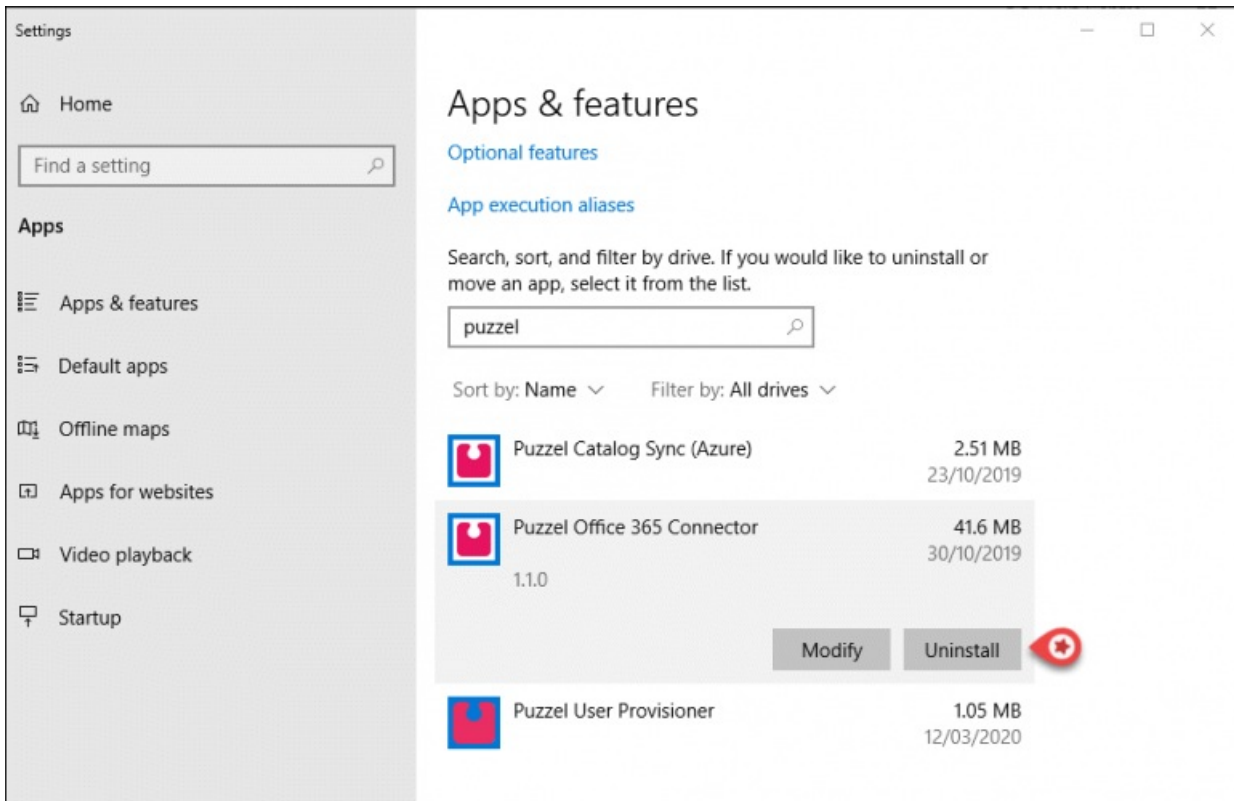 Settings
Home
Find a setting
Apps
Apps & features
Default apps
Offline maps
Apps for websites
Video playback
Startup
Apps & features
Optional features
App execution aliases
Search, sort, and filter by drive. If you would like to uninstall or
move an app, select it from the list.
puzzel
Sort by: Name Filter by: All drives
Puzzel Catalog Sync (Azure) 2.51 MB
23/10/2019
Puzzel Office 365 Connector 41.6 MB
30/10/2019
1.1.0
Modify Uninstall
Puzzel User Provisioner 1.05 MB
12/03/2020